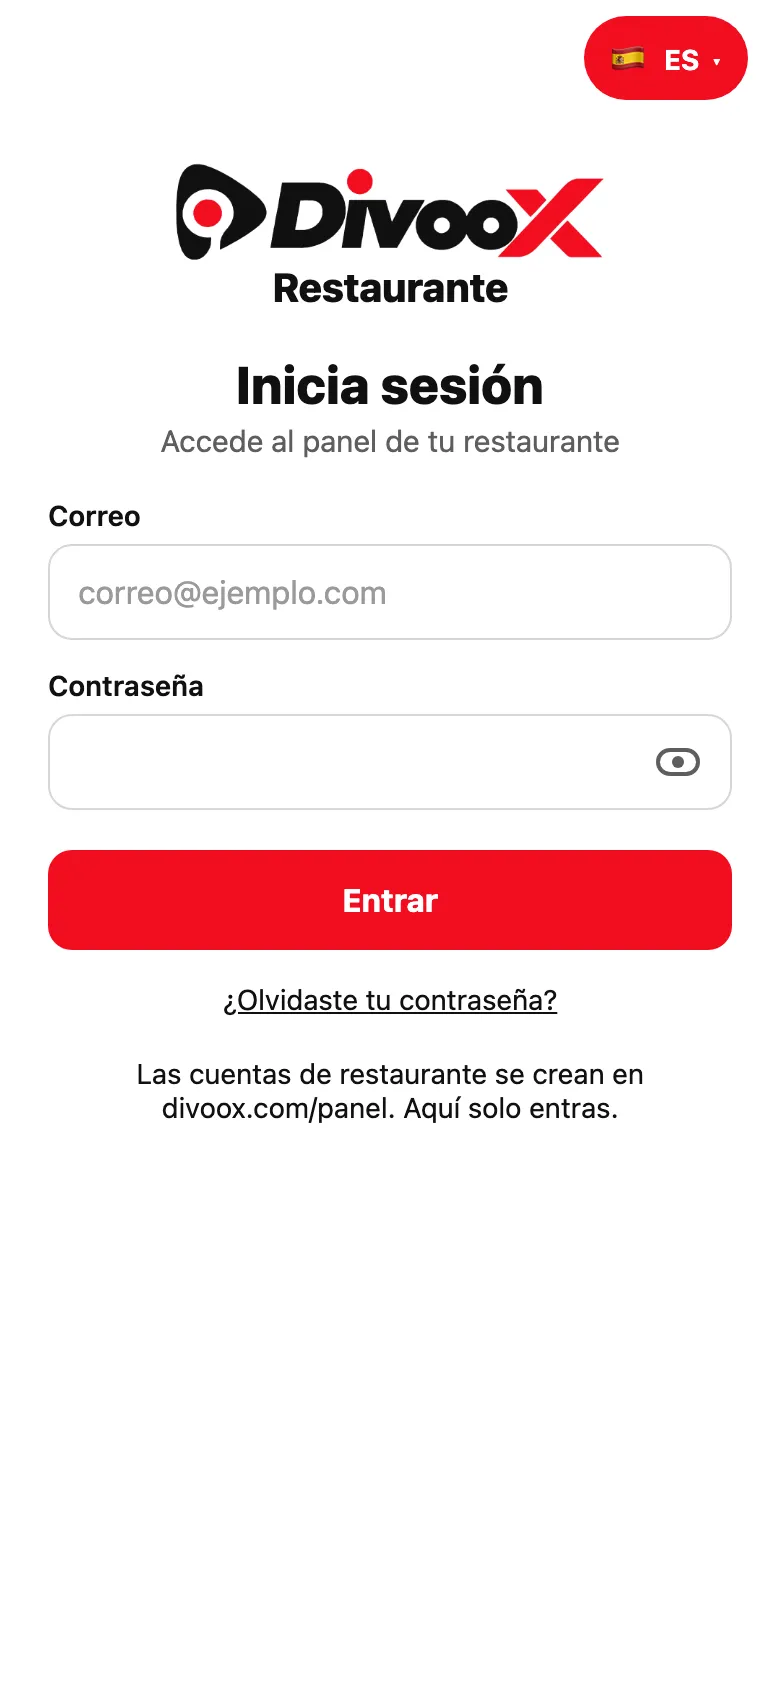 ES
DivooX
Restaurante
Inicia sesión
Accede al panel de tu restaurante
Correo
correo@ejemplo.com
Contraseña
Entrar
¿Olvidaste tu contraseña?
Las cuentas de restaurante se crean en
divoox.com/panel. Aquí solo entras.